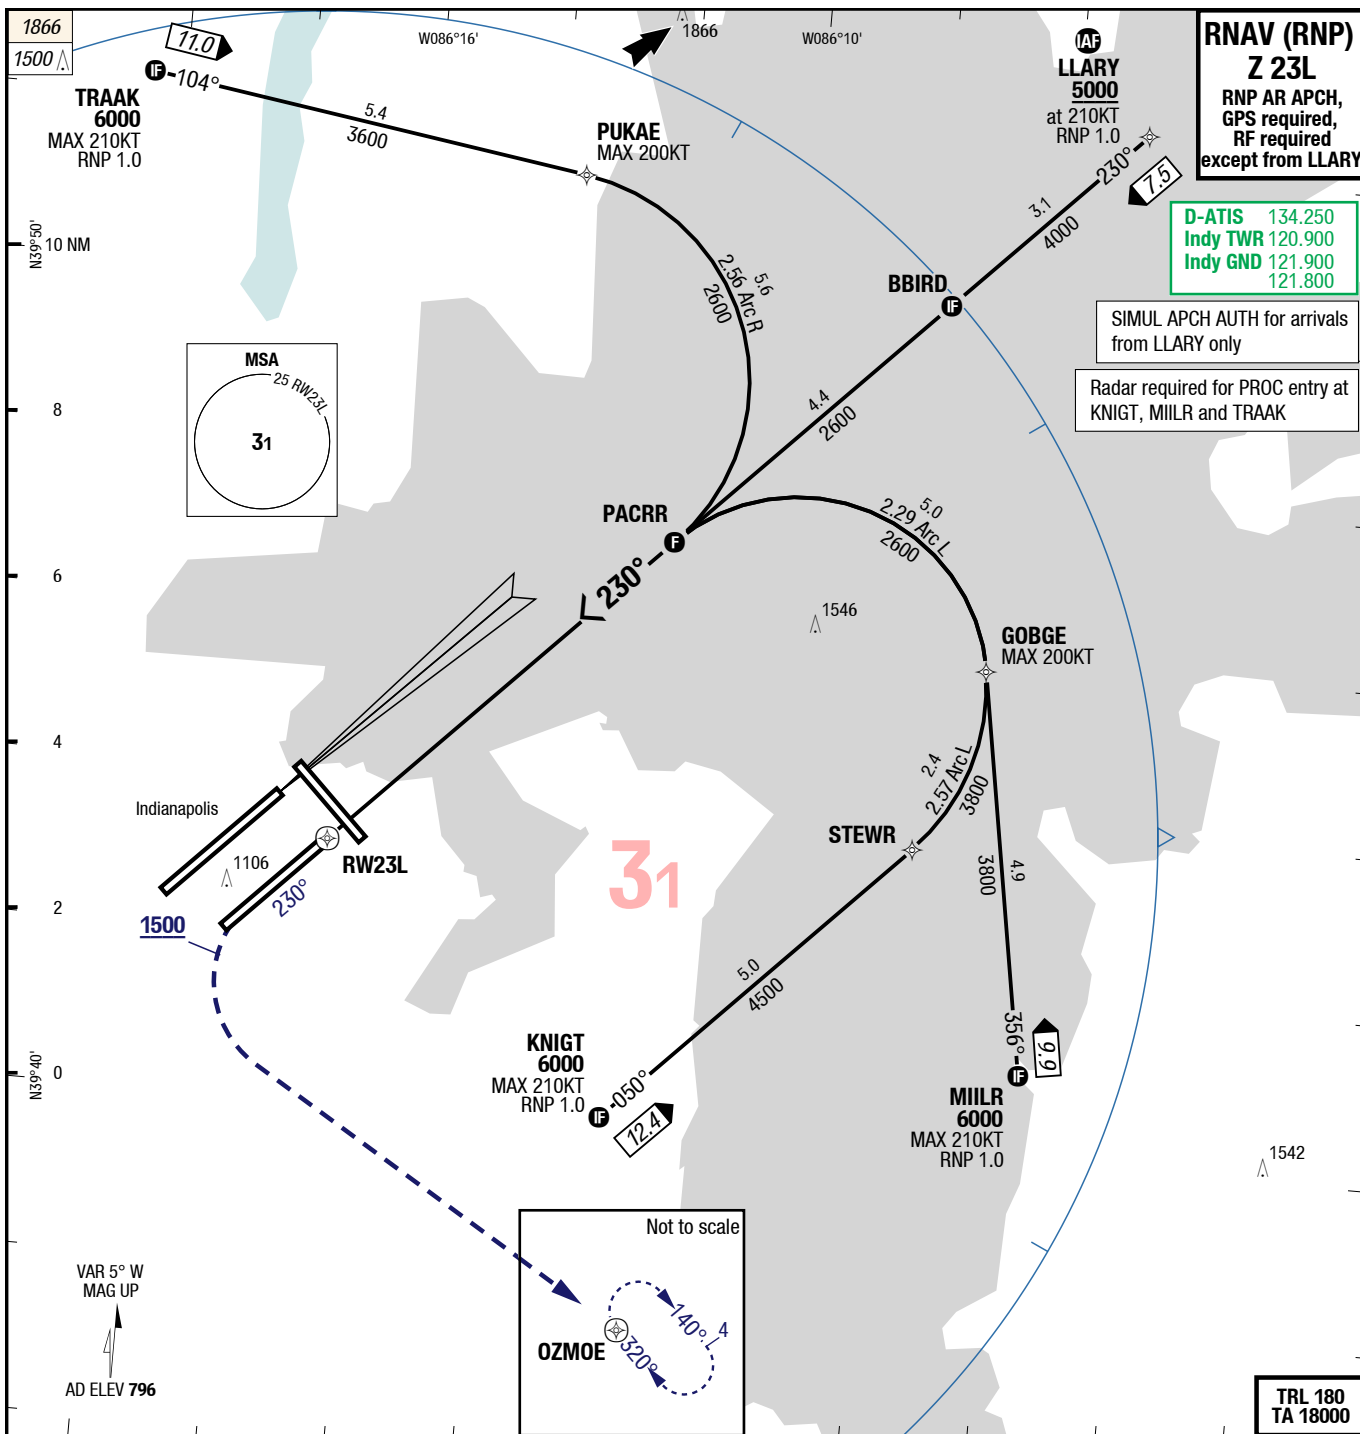 1866
1500
11.0
W086°16'
1866
W086°10'
IAF
LLARY
5000
at 210KT
RNP 1.0
RNAV (RNP)
Z 23L
RNP AR APCH,
GPS required,
RF required
except from LLARY
IF
104°
TRAAK
6000
MAX 210KT
RNP 1.0
5.4
3600
PUKAE
MAX 200KT
230°
7.5
3.1
4000
D-ATIS 134.250
Indy TWR 120.900
Indy GND 121.900
121.800
N39°50'
10 NM
5.6
2.56 Arc R
2600
BBIRD
IF
SIMUL APCH AUTH for arrivals
from LLARY only
Radar required for PROC entry at
KNIGT, MIILR and TRAAK
MSA
25 RW23L
31
8
4.4
2600
PACRR
F
5.0
2.29 Arc L
2600
230°
6
1546
GOBGE
MAX 200KT
4
Indianapolis
2.4
2.57 Arc L
3800
STEWR
1106
RW23L
31
4.9
3800
230°
2
1500
5.0
4500
KNIGT
6000
MAX 210KT
RNP 1.0
IF
050°
12.4
N39°40'
0
356°
9.9
IF
MIILR
6000
MAX 210KT
RNP 1.0
1542
Not to scale
VAR 5° W
MAG UP
140°
4
320°
OZMOE
AD ELEV 796
TRL 180
TA 18000